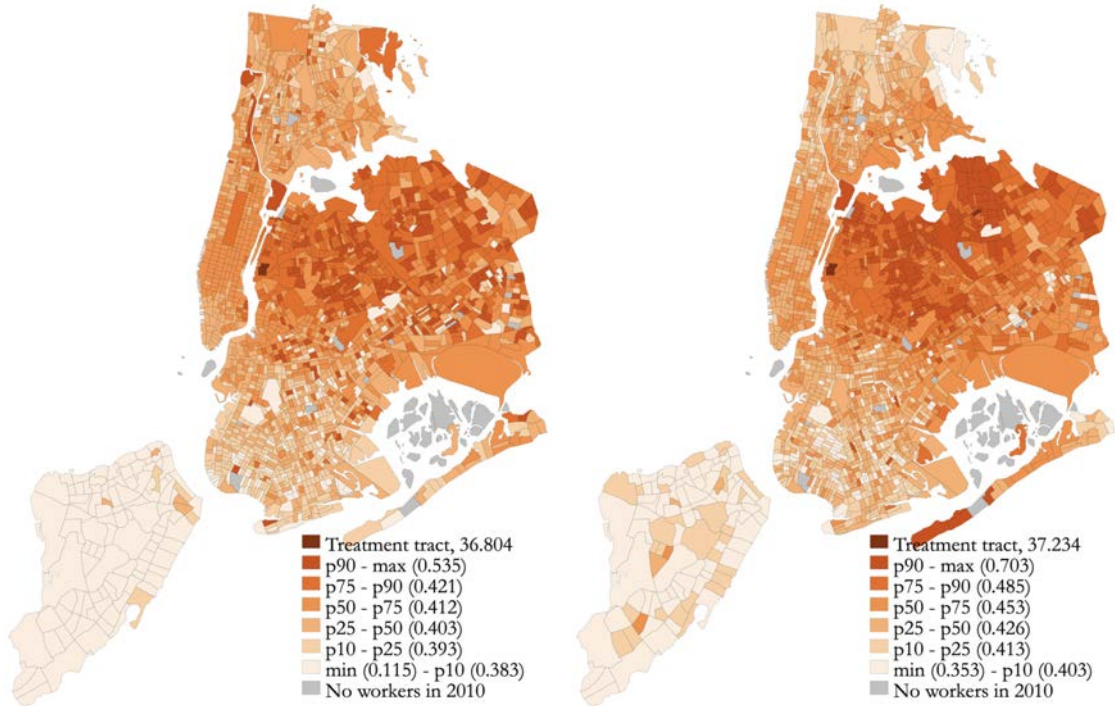 Treatment tract, 36.804
p90 - max (0.535)
p75 - p90 (0.421)
p50 - p75 (0.412)
p25 - p50 (0.403)
p10 - p25 (0.393)
min (0.115) - p10 (0.383)
No workers in 2010
Treatment tract, 37.234
p90 - max (0.703)
p75 - p90 (0.485)
p50 - p75 (0.453)
p25 - p50 (0.426)
p10 - p25 (0.413)
min (0.353) - p10 (0.403)
No workers in 2010